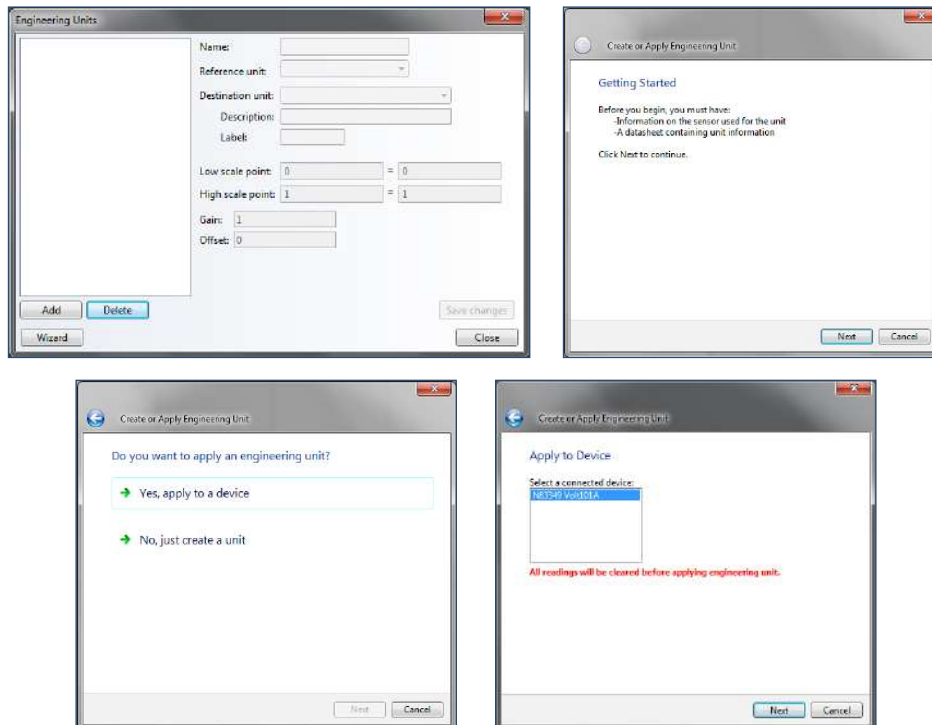 Engineering Units
Name:
Reference unit:
Destination unit:
Description:
Label:
Low scale point: 0 = 0
High scale point: 1 = 1
Gain: 1
Offset: 0
Add Delete Save changes
Wizard Close
Create or Apply Engineering Unit
Getting Started
Before you begin, you must have:
-Information on the sensor used for the unit
-A datasheet containing unit information
Click Next to continue.
Next Cancel
Create or Apply Engineering Unit
Do you want to apply an engineering unit?
Yes, apply to a device
No, just create a unit
Next Cancel
Create or Apply Engineering Unit
Apply to Device
Select a connected device:
N83349 Volt101A
All readings will be cleared before applying engineering unit.
Next Cancel